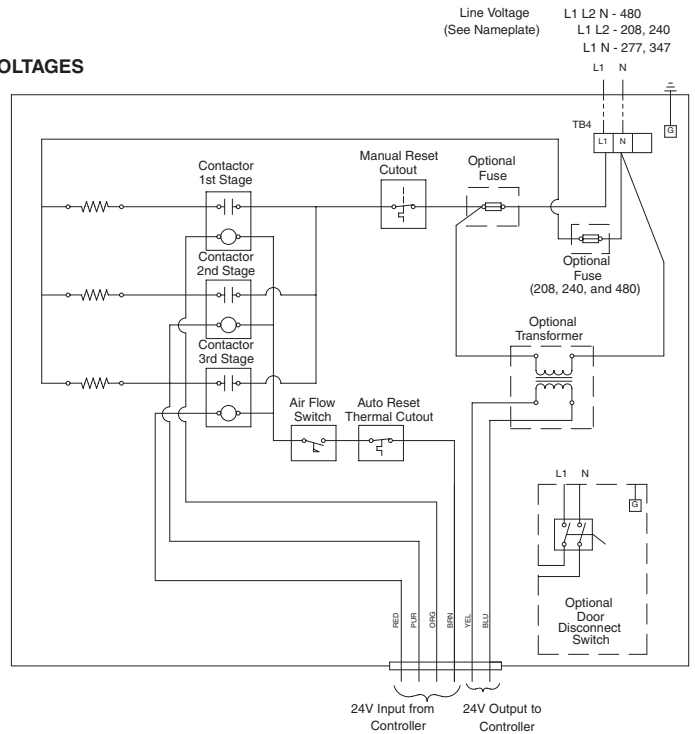 Line Voltage L1 L2 N - 480
(See Nameplate) L1 L2 - 208, 240
L1 N - 277, 347
OLTAGES
L1 N
G
TB4
L1 N
Manual Reset
Cutout
Optional
Fuse
Contactor
1st Stage
Contactor
2nd Stage
Optional
Fuse
(208, 240, and 480)
Optional
Transformer
Contactor
3rd Stage
Air Flow
Switch
Auto Reset
Thermal Cutout
L1 N
G
Optional
Door
Disconnect
Switch
RED
PUR
ORG
BRN
YEL
BLU
24V Input from
Controller
24V Output to
Controller